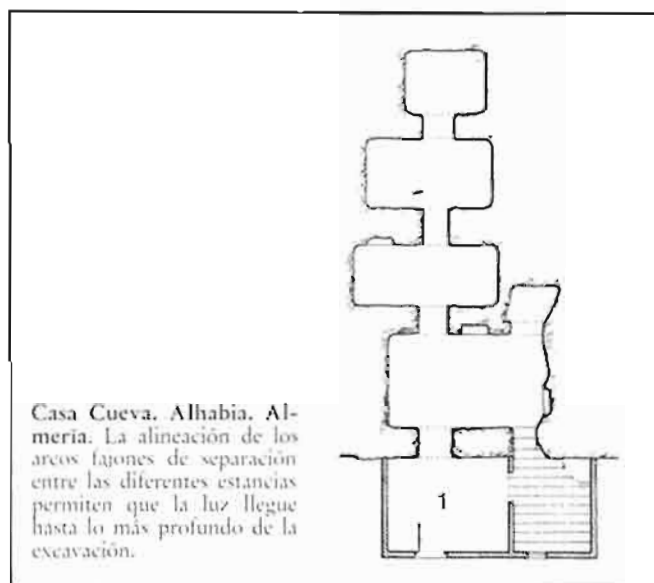 Casa Cueva. Alhabia. Al-
mería. La alineación de los
arcos fajones de separación
entre las diferentes estancias
permiten que la luz llegue
hasta lo más profundo de la
excavación.
1